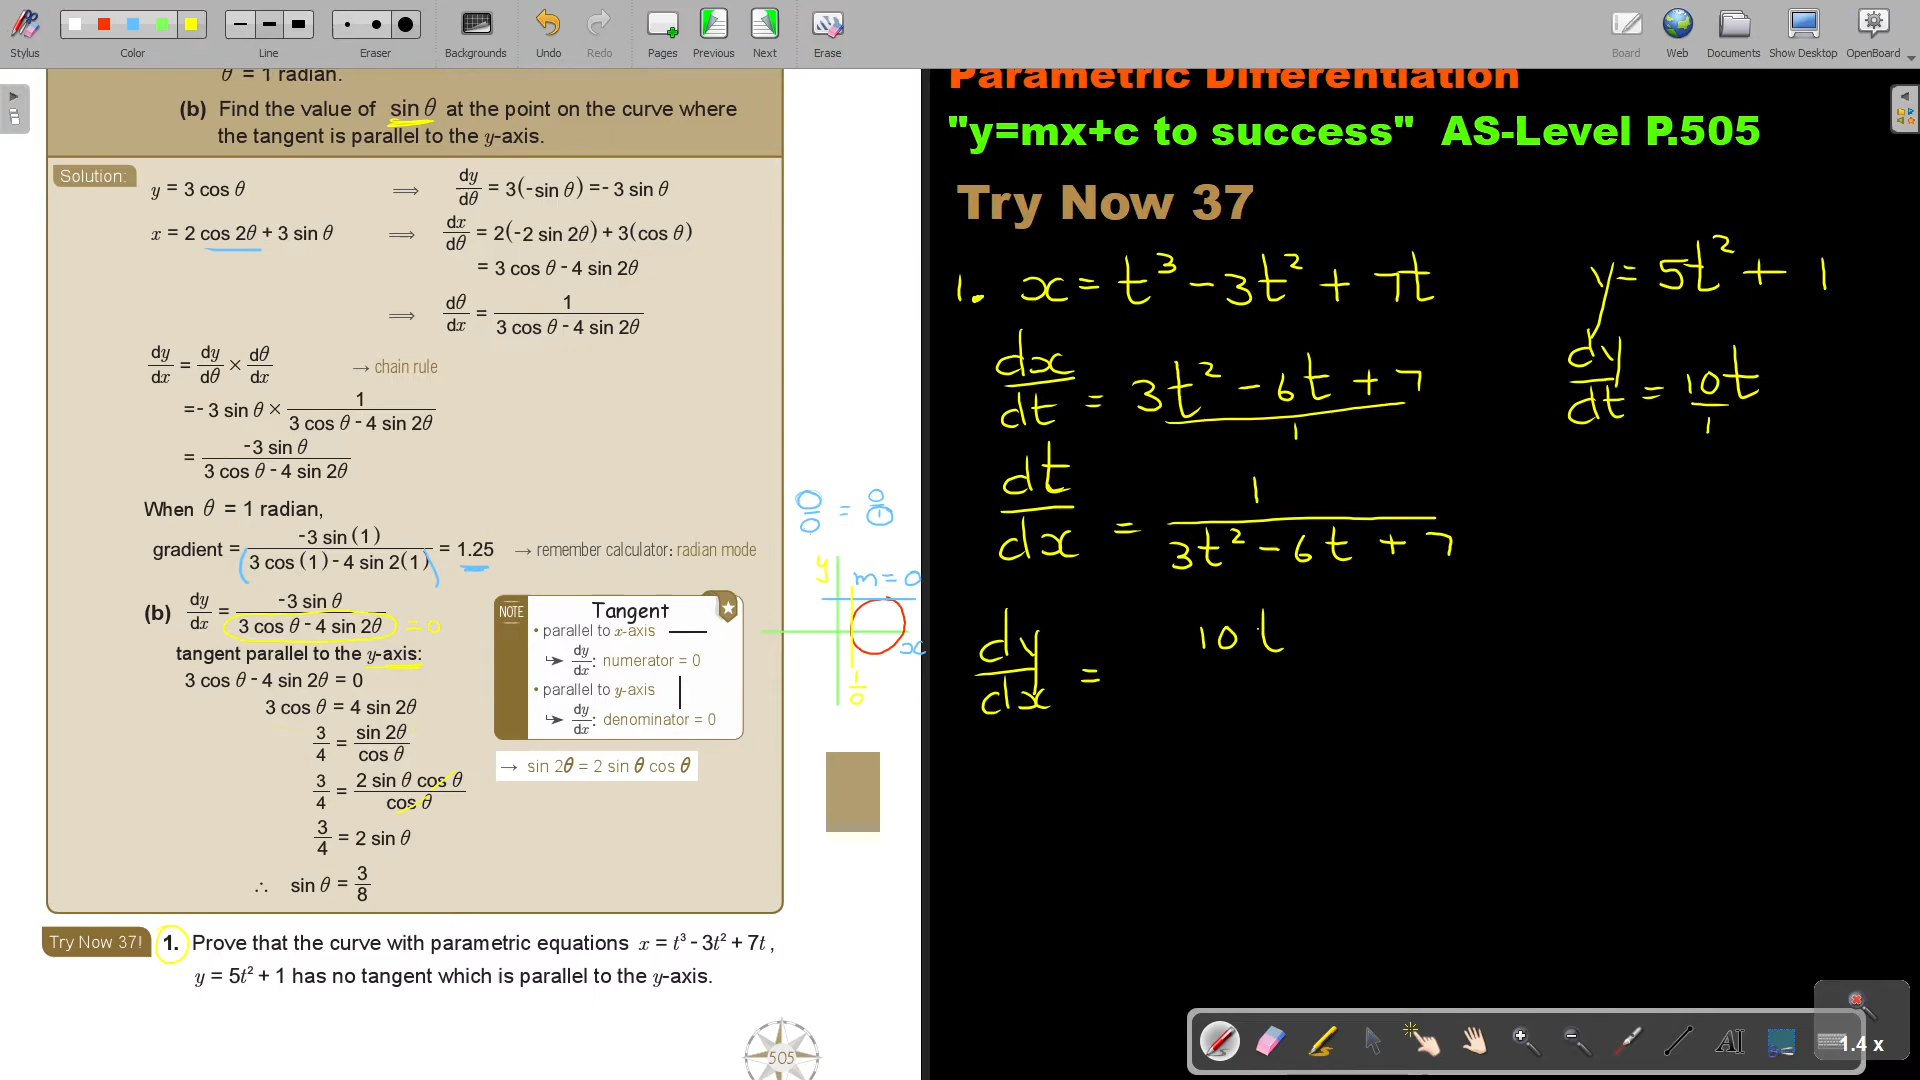 Stylus Color Line Eraser Backgrounds Undo Redo Pages Previous Next Erase Board Web Documents Show Desktop OpenBoard
θ = 1 radian.
(b) Find the value of sin θ at the point on the curve where
the tangent is parallel to the y-axis.
Solution:
y = 3 cos θ ⟹ dy/dθ = 3(-sin θ) = - 3 sin θ
x = 2 cos 2θ + 3 sin θ ⟹ dx/dθ = 2(-2 sin 2θ) + 3(cos θ)
= 3 cos θ - 4 sin 2θ
⟹ dθ/dx = 1/(3 cos θ - 4 sin 2θ)
dy/dx = dy/dθ × dθ/dx → chain rule
= - 3 sin θ × 1/(3 cos θ - 4 sin 2θ)
= -3 sin θ/(3 cos θ - 4 sin 2θ)
When θ = 1 radian,
gradient = -3 sin (1)/(3 cos (1) - 4 sin 2(1)) = 1.25 → remember calculator: radian mode
(b) dy/dx = -3 sin θ/(3 cos θ - 4 sin 2θ) = 0
tangent parallel to the y-axis:
3 cos θ - 4 sin 2θ = 0
3 cos θ = 4 sin 2θ
3/4 = sin 2θ/cos θ
3/4 = 2 sin θ cos θ/cos θ
3/4 = 2 sin θ
∴ sin θ = 3/8
NOTE
Tangent
• parallel to x-axis
dy/dx: numerator = 0
• parallel to y-axis
dy/dx: denominator = 0
→ sin 2θ = 2 sin θ cos θ
0/0 = 0/1
y
m = 0
x
1/0
Try Now 37! 1. Prove that the curve with parametric equations x = t³ - 3t² + 7t,
y = 5t² + 1 has no tangent which is parallel to the y-axis.
505
Parametric Differentiation
"y=mx+c to success" AS-Level P.505
Try Now 37
1. x = t³ - 3t² + 7t y = 5t² + 1
dx/dt = 3t² - 6t + 7/1 dy/dt = 10t/1
dt/dx = 1/(3t² - 6t + 7)
dy/dx = 10t
1.4 x